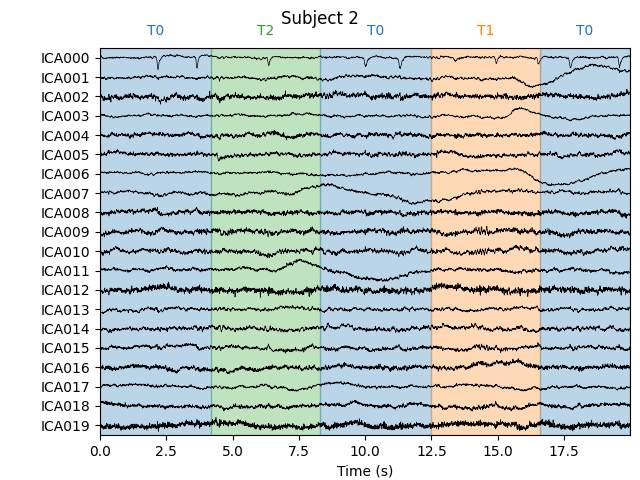 Subject 2
T0 T2 T0 T1 T0
ICA000
ICA001
ICA002
ICA003
ICA004
ICA005
ICA006
ICA007
ICA008
ICA009
ICA010
ICA011
ICA012
ICA013
ICA014
ICA015
ICA016
ICA017
ICA018
ICA019
0.0 2.5 5.0 7.5 10.0 12.5 15.0 17.5
Time (s)